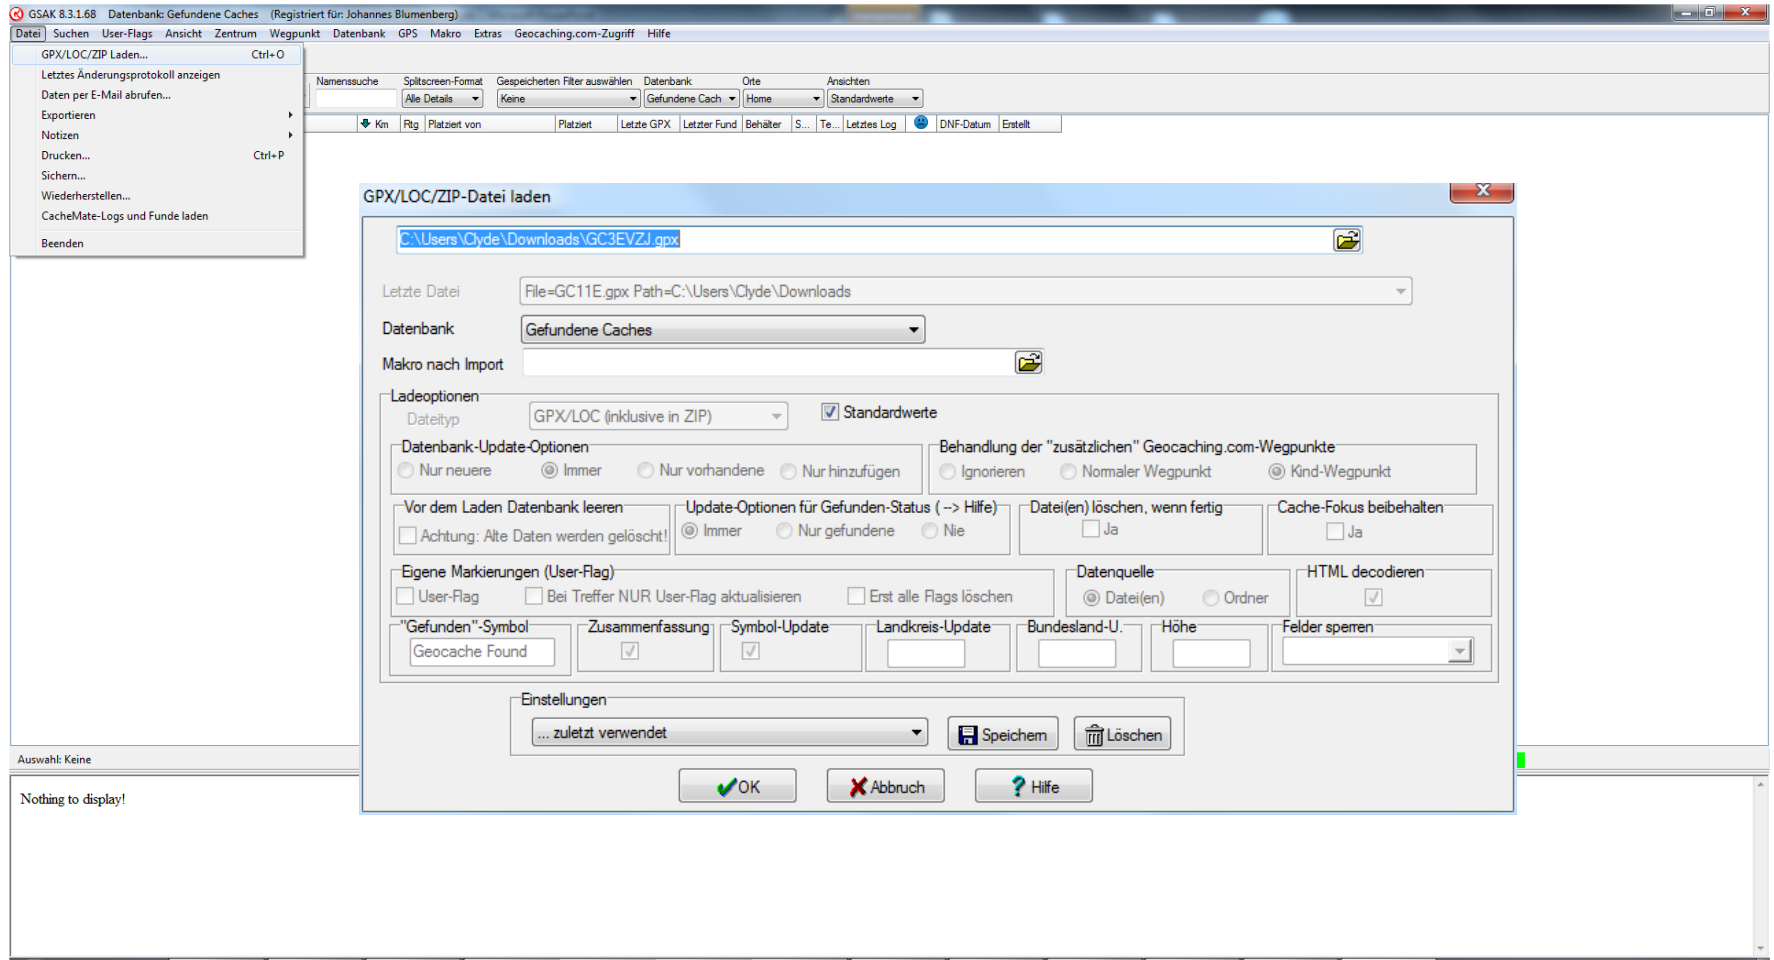 GSAK 8.3.1.68 Datenbank: Gefundene Caches (Registriert für: Johannes Blumenberg)
Datei Suchen User-Flags Ansicht Zentrum Wegpunkt Datenbank GPS Makro Extras Geocaching.com-Zugriff Hilfe
GPX/LOC/ZIP Laden... Ctrl+O
Letztes Änderungsprotokoll anzeigen
Daten per E-Mail abrufen...
Exportieren
Notizen
Drucken... Ctrl+P
Sichern...
Wiederherstellen...
CacheMate-Logs und Funde laden
Beenden
Namenssuche Splitscreen-Format Gespeicherten Filter auswählen Datenbank Orte Ansichten
Alle Details Keine Gefundene Cach Home Standardwerte
Km Rtg Platziert von Platziert Letzte GPX Letzter Fund Behälter S... Te... Letztes Log DNF-Datum Erstellt
GPX/LOC/ZIP-Datei laden
C:\Users\Clyde\Downloads\GC3EVZJ.gpx
Letzte Datei File=GC11E.gpx Path=C:\Users\Clyde\Downloads
Datenbank Gefundene Caches
Makro nach Import
Ladeoptionen
Dateityp GPX/LOC (inklusive in ZIP) Standardwerte
Datenbank-Update-Optionen Behandlung der "zusätzlichen" Geocaching.com-Wegpunkte
Nur neuere Immer Nur vorhandene Nur hinzufügen Ignorieren Normaler Wegpunkt Kind-Wegpunkt
Vor dem Laden Datenbank leeren Update-Optionen für Gefunden-Status ( --> Hilfe) Datei(en) löschen, wenn fertig Cache-Fokus beibehalten
Achtung: Alte Daten werden gelöscht! Immer Nur gefundene Nie Ja Ja
Eigene Markierungen (User-Flag) Datenquelle HTML decodieren
User-Flag Bei Treffer NUR User-Flag aktualisieren Erst alle Flags löschen Datei(en) Ordner
"Gefunden"-Symbol Zusammenfassung Symbol-Update Landkreis-Update Bundesland-U. Höhe Felder sperren
Geocache Found
Einstellungen
... zuletzt verwendet Speichern Löschen
OK Abbruch Hilfe
Auswahl: Keine
Nothing to display!